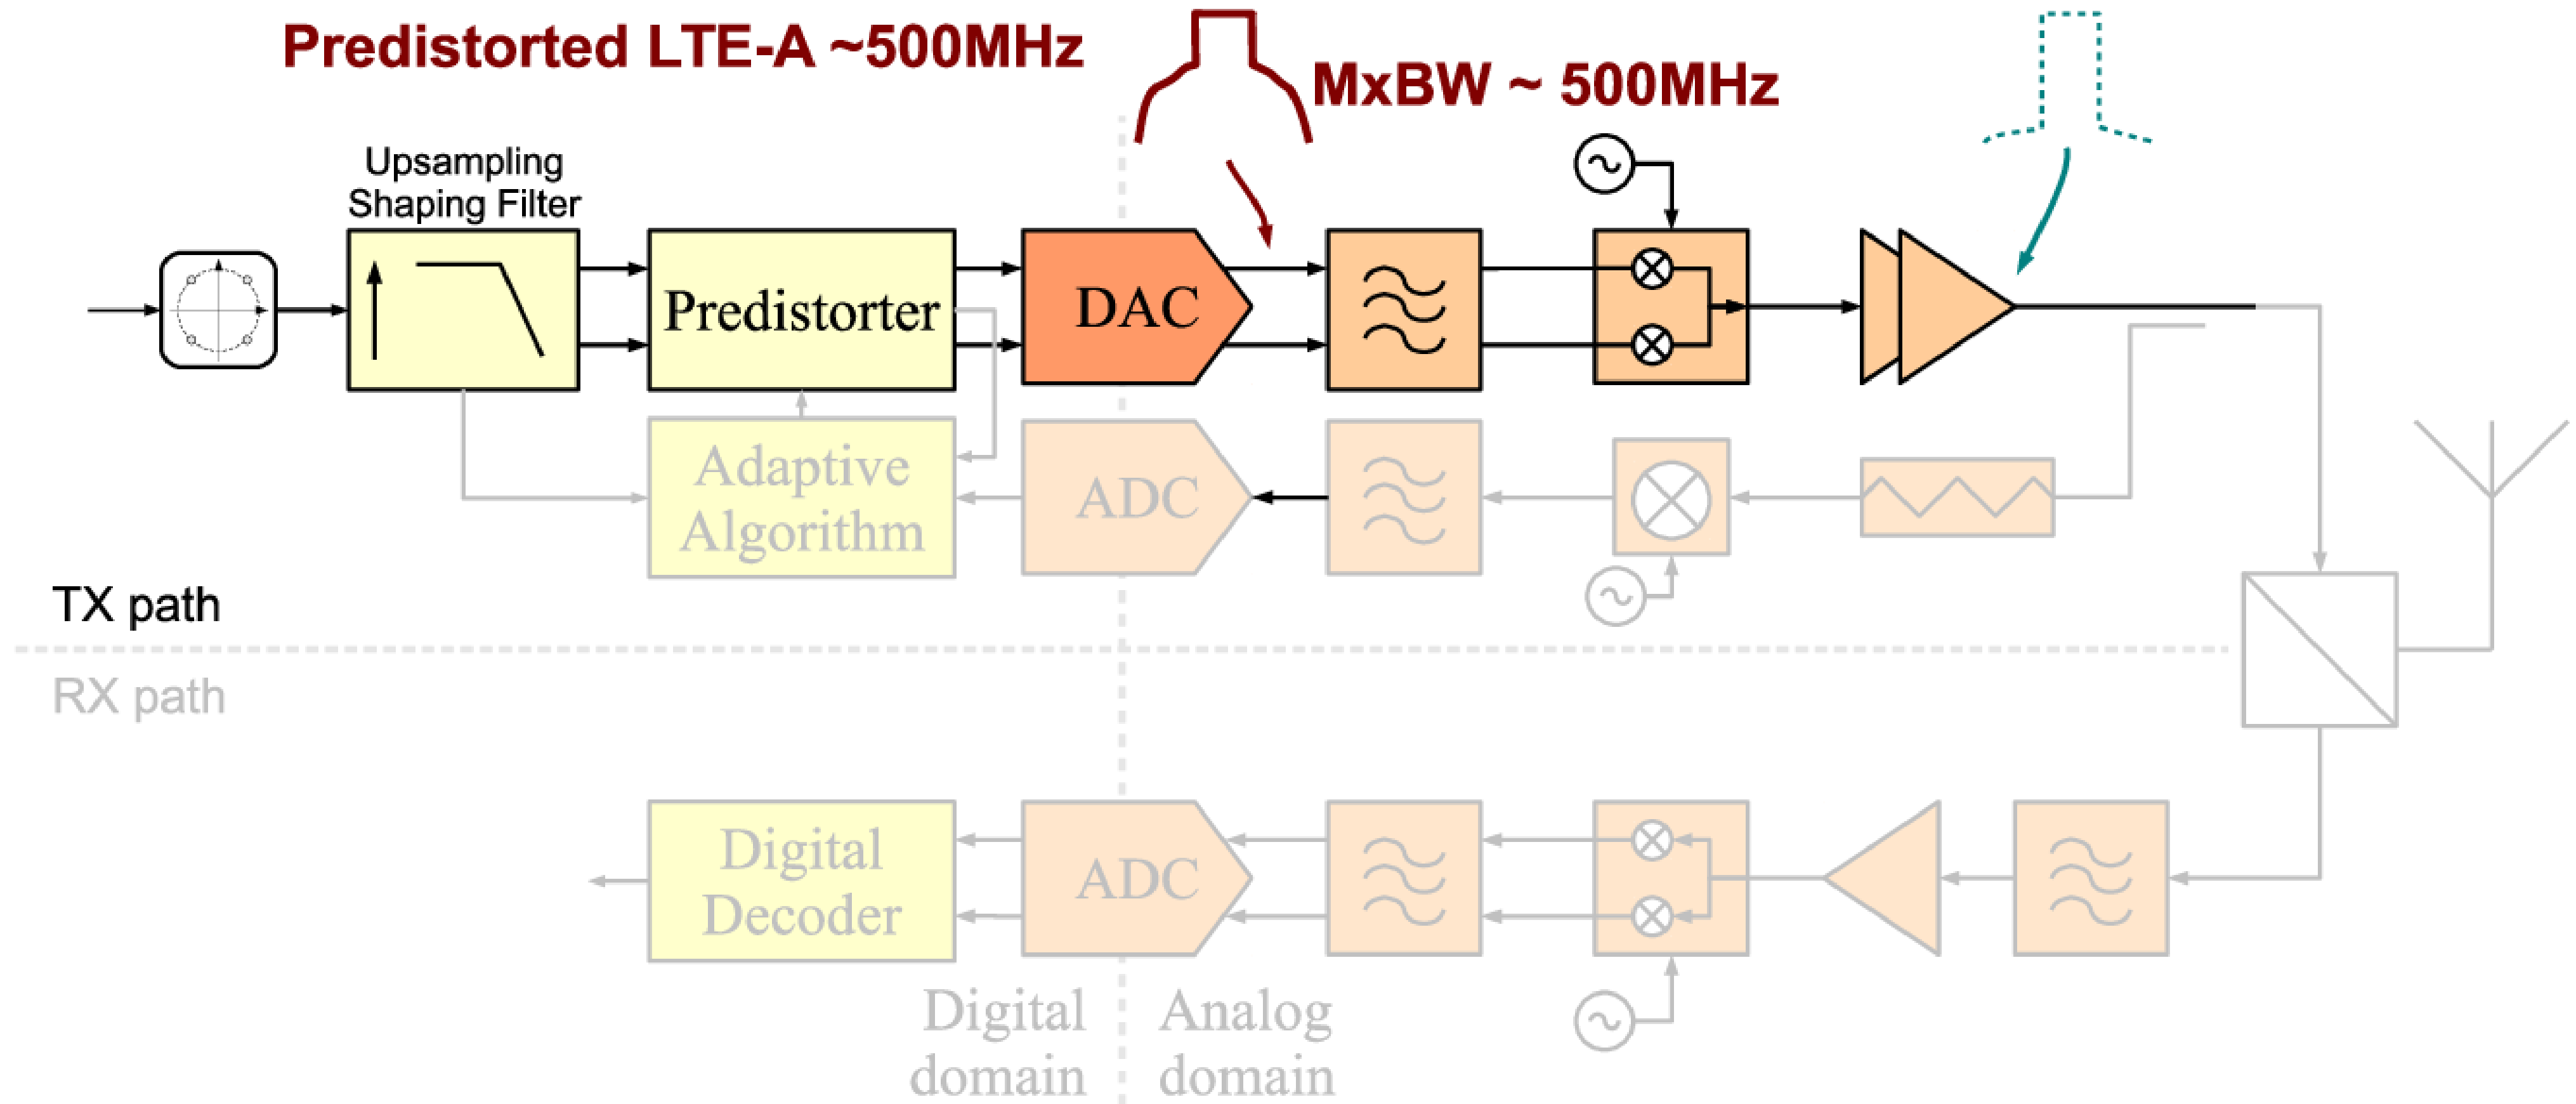 Predistorted LTE-A ~500MHz
MxBW ~ 500MHz
Upsampling
Shaping Filter
Predistorter
DAC
Adaptive
Algorithm
ADC
TX path
RX path
Digital
Decoder
ADC
Digital
domain
Analog
domain